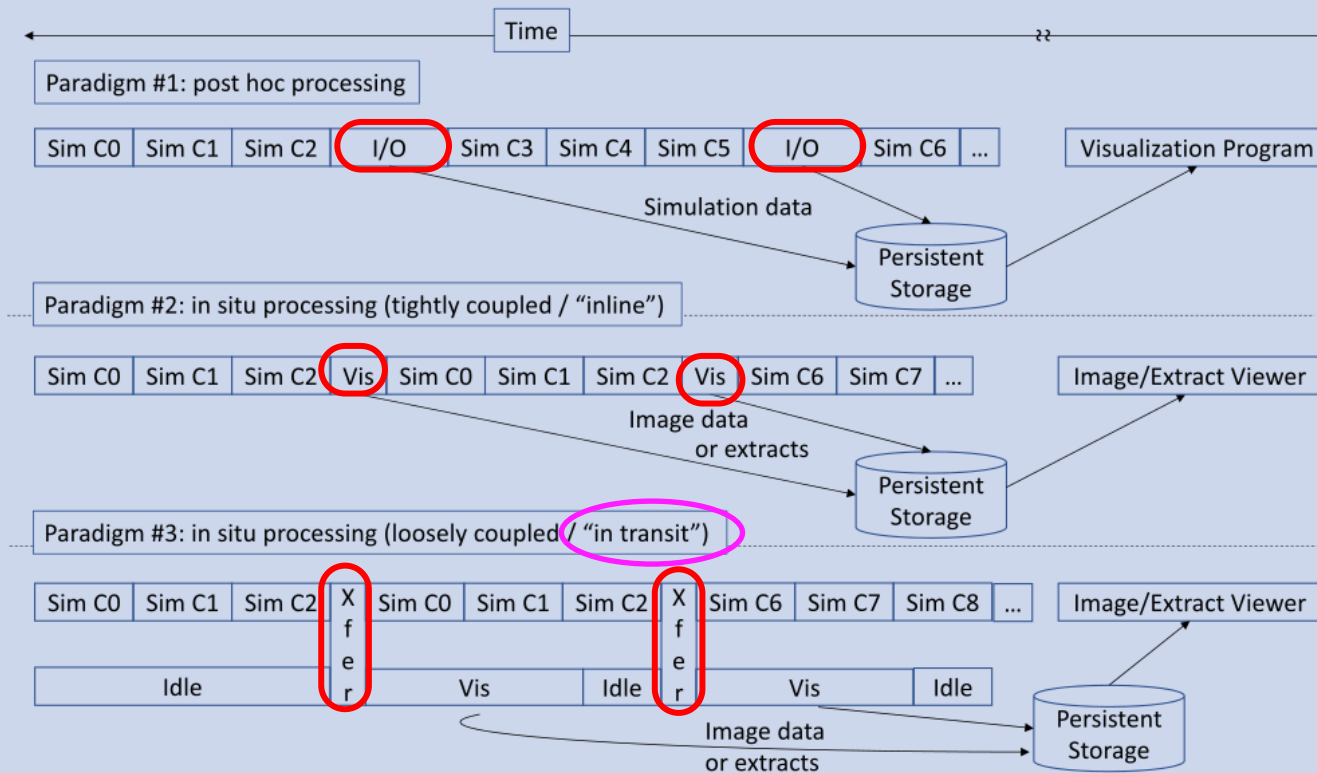 Time
Paradigm #1: post hoc processing
Sim C0 Sim C1 Sim C2 I/O Sim C3 Sim C4 Sim C5 I/O Sim C6 ... Visualization Program
Simulation data
Persistent
Storage
Paradigm #2: in situ processing (tightly coupled / “inline”)
Sim C0 Sim C1 Sim C2 Vis Sim C0 Sim C1 Sim C2 Vis Sim C6 Sim C7 ... Image/Extract Viewer
Image data
or extracts
Persistent
Storage
Paradigm #3: in situ processing (loosely coupled / “in transit”)
Sim C0 Sim C1 Sim C2 Xfer Sim C0 Sim C1 Sim C2 Xfer Sim C6 Sim C7 Sim C8 ... Image/Extract Viewer
Idle Vis Idle Vis Idle
Image data
or extracts
Persistent
Storage